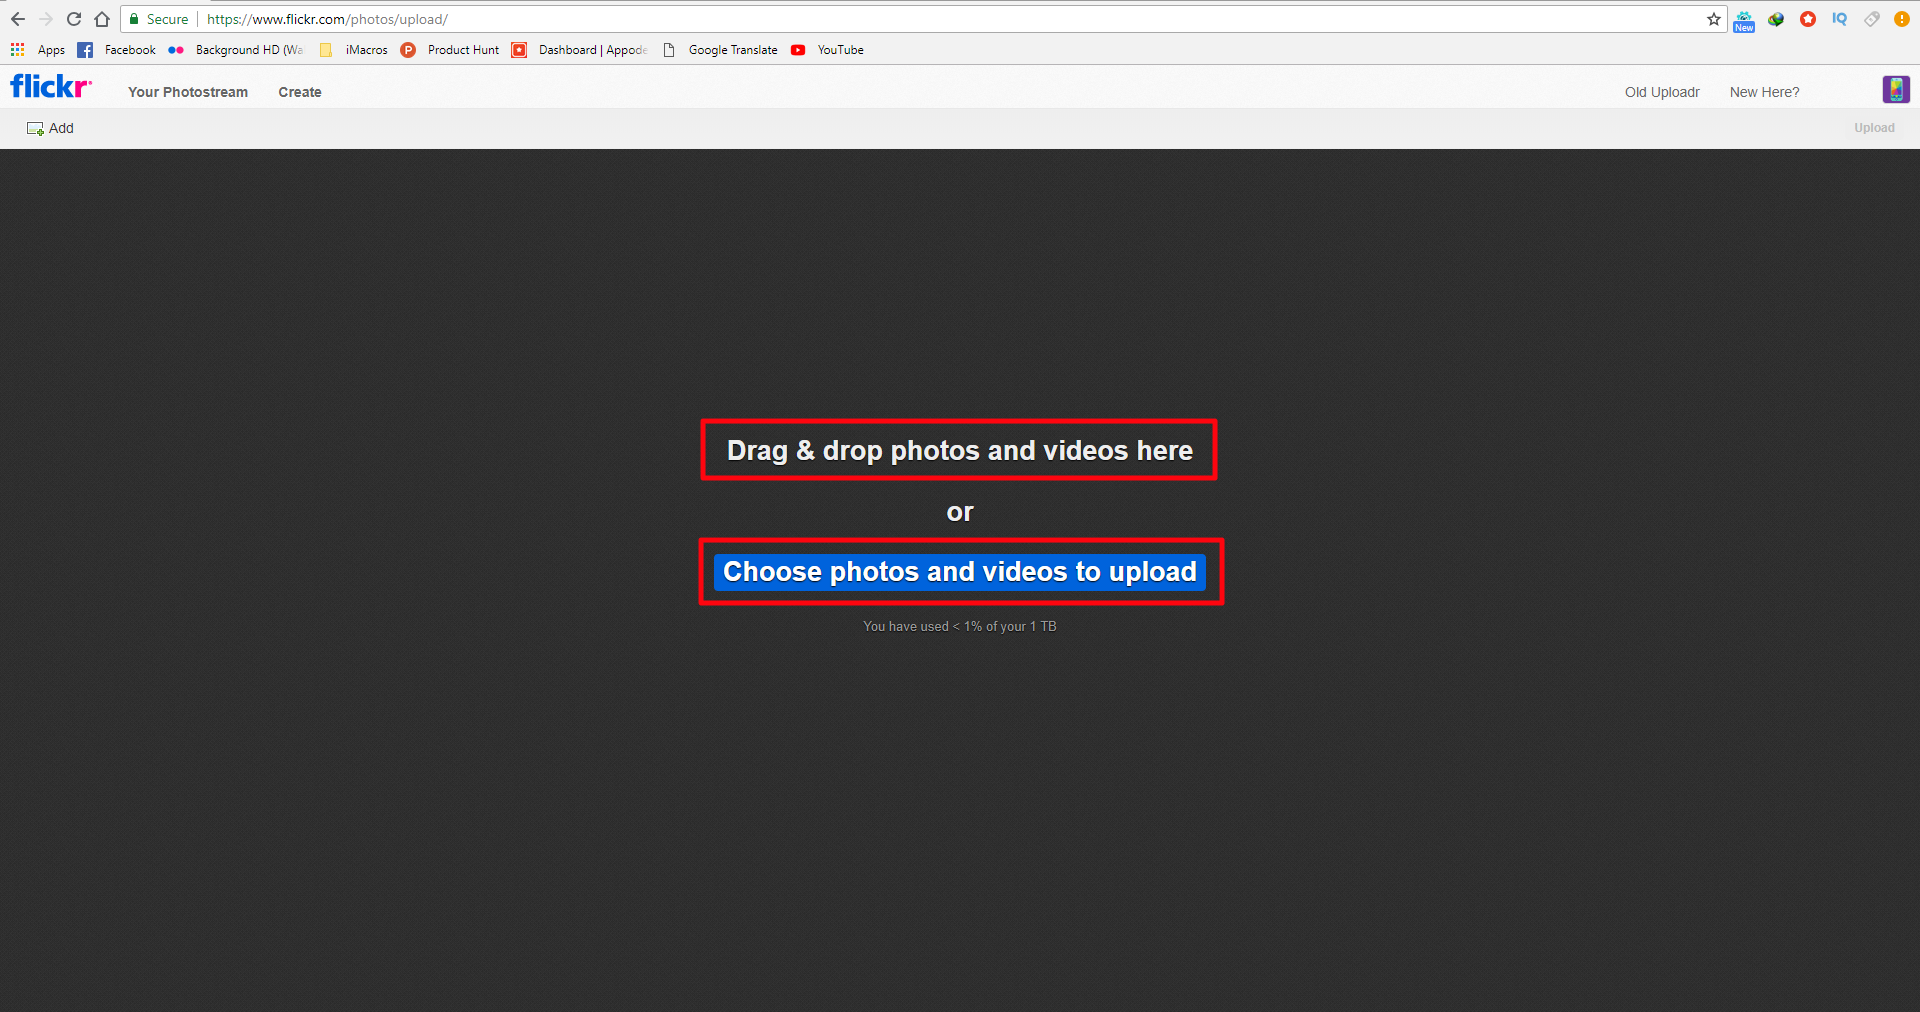 Secure https://www.flickr.com/photos/upload/
New
IQ
Apps Facebook Background HD (Wa iMacros Product Hunt Dashboard | Appode Google Translate YouTube
flickr Your Photostream Create Old Uploadr New Here?
Add Upload
Drag & drop photos and videos here
or
Choose photos and videos to upload
You have used < 1% of your 1 TB